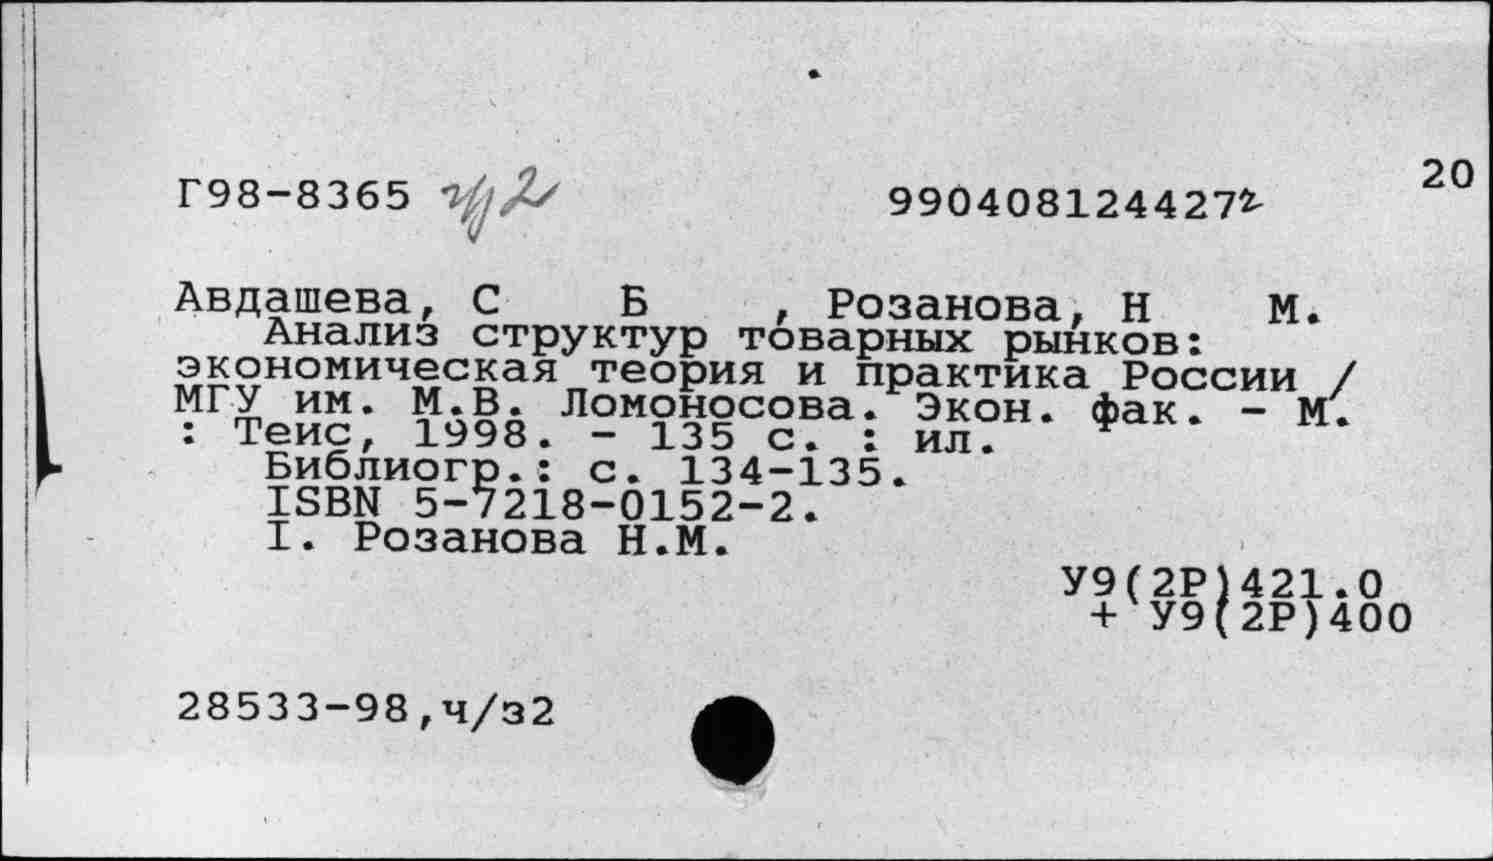 20
Г98-8365 ч/з2 9904081244272
Авдашева, С Б , Розанова, Н М.
Анализ структур товарных рынков:
экономическая теория и практика России /
МГУ им. М.В. Ломоносова. Экон. фак. - М.
: Теис, 1998. - 135 с. : ил.
Библиогр.: с. 134-135.
ISBN 5-7218-0152-2.
I. Розанова Н.М.
У9(2Р)421.0
+ У9(2Р)400
28533-98,ч/з2